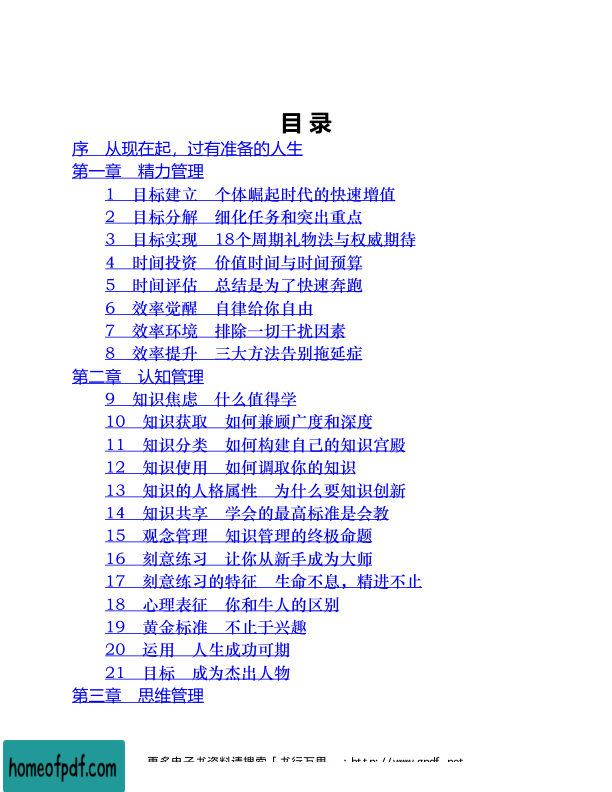 目 录
序　从现在起，过有准备的人生
第一章　精力管理
1　目标建立　个体崛起时代的快速增值
2　目标分解　细化任务和突出重点
3　目标实现　18个周期礼物法与权威期待
4　时间投资　价值时间与时间预算
5　时间评估　总结是为了快速奔跑
6　效率觉醒　自律给你自由
7　效率环境　排除一切干扰因素
8　效率提升　三大方法告别拖延症
第二章　认知管理
9　知识焦虑　什么值得学
10　知识获取　如何兼顾广度和深度
11　知识分类　如何构建自己的知识宫殿
12　知识使用　如何调取你的知识
13　知识的人格属性　为什么要知识创新
14　知识共享　学会的最高标准是会教
15　观念管理　知识管理的终极命题
16　刻意练习　让你从新手成为大师
17　刻意练习的特征　生命不息，精进不止
18　心理表征　你和牛人的区别
19　黄金标准　不止于兴趣
20　运用　人生成功可期
21　目标　成为杰出人物
第三章　思维管理
更多电子书资料请搜索「书行万里
homeofpdf.com